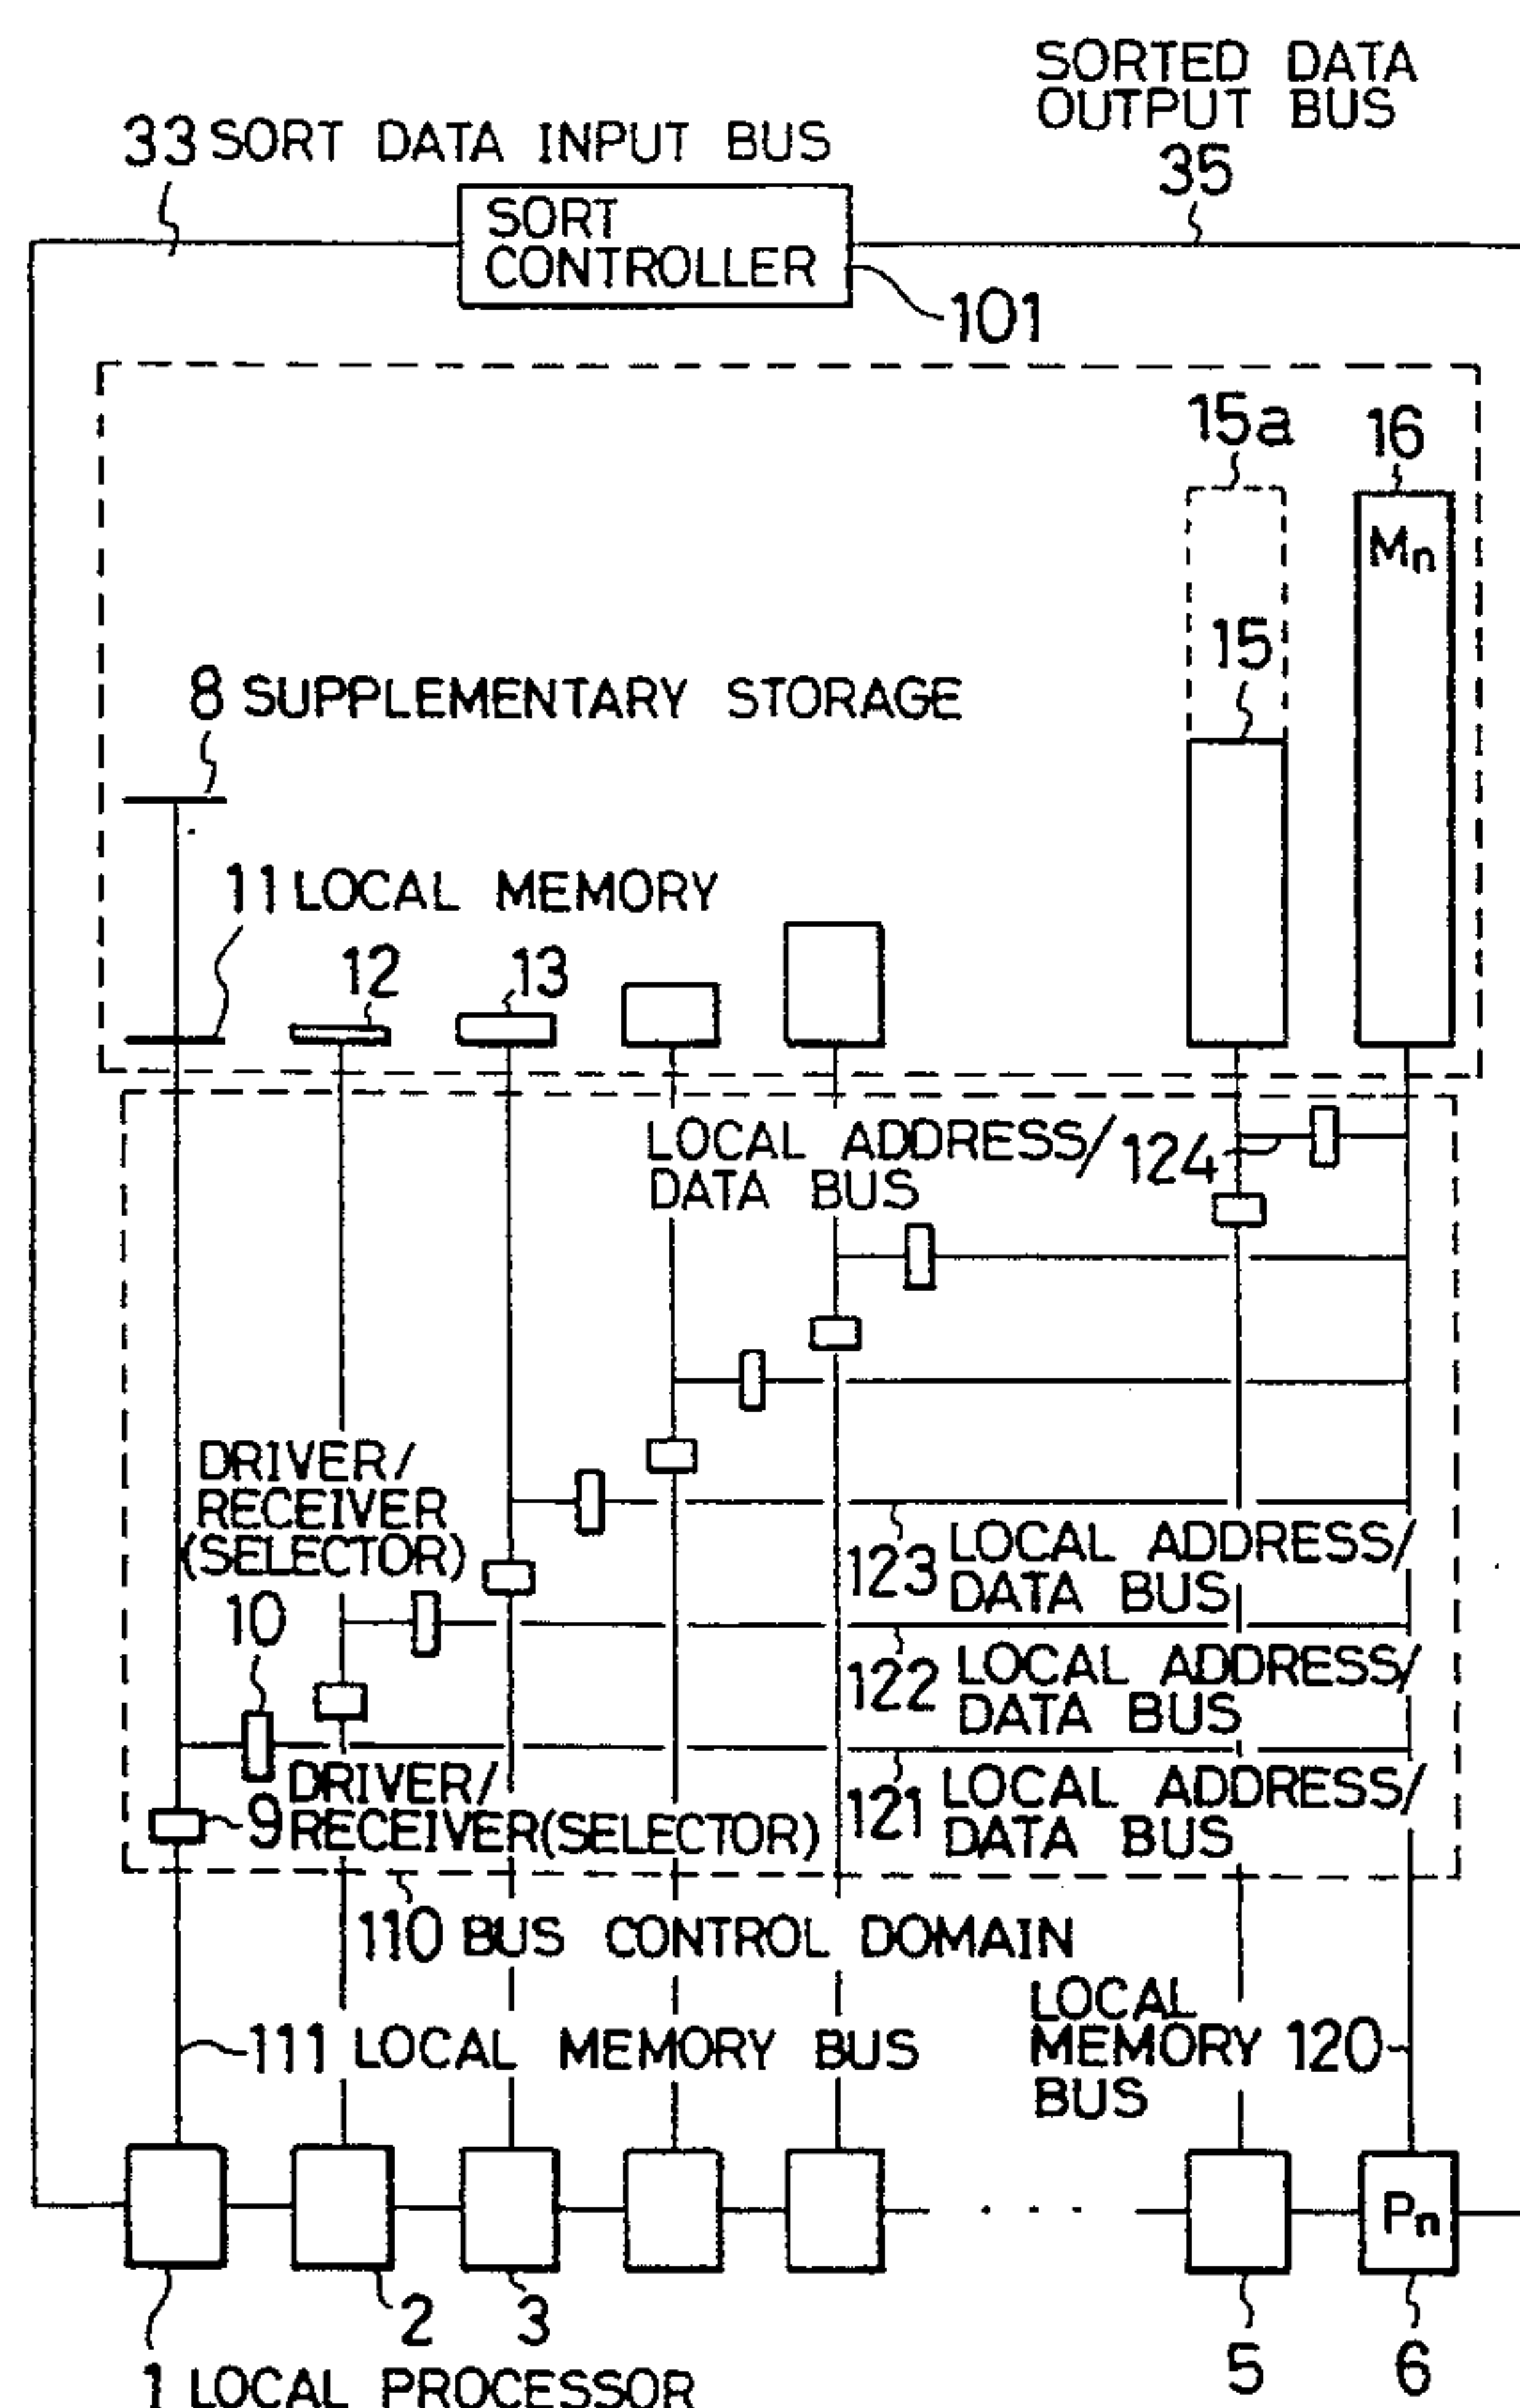 SORTED DATA
OUTPUT BUS
33 SORT DATA INPUT BUS
35
SORT
CONTROLLER
101
15a
16
Mn
15
8 SUPPLEMENTARY STORAGE
11 LOCAL MEMORY
12
13
LOCAL ADDRESS/
DATA BUS
124
DRIVER/
RECEIVER
(SELECTOR)
123 LOCAL ADDRESS/
DATA BUS
10
122 LOCAL ADDRESS/
DATA BUS
DRIVER/
9 RECEIVER(SELECTOR)
121 LOCAL ADDRESS/
DATA BUS
110 BUS CONTROL DOMAIN
111 LOCAL MEMORY BUS
LOCAL
MEMORY 120
BUS
Pn
2
3
5
6
1 LOCAL PROCESSOR